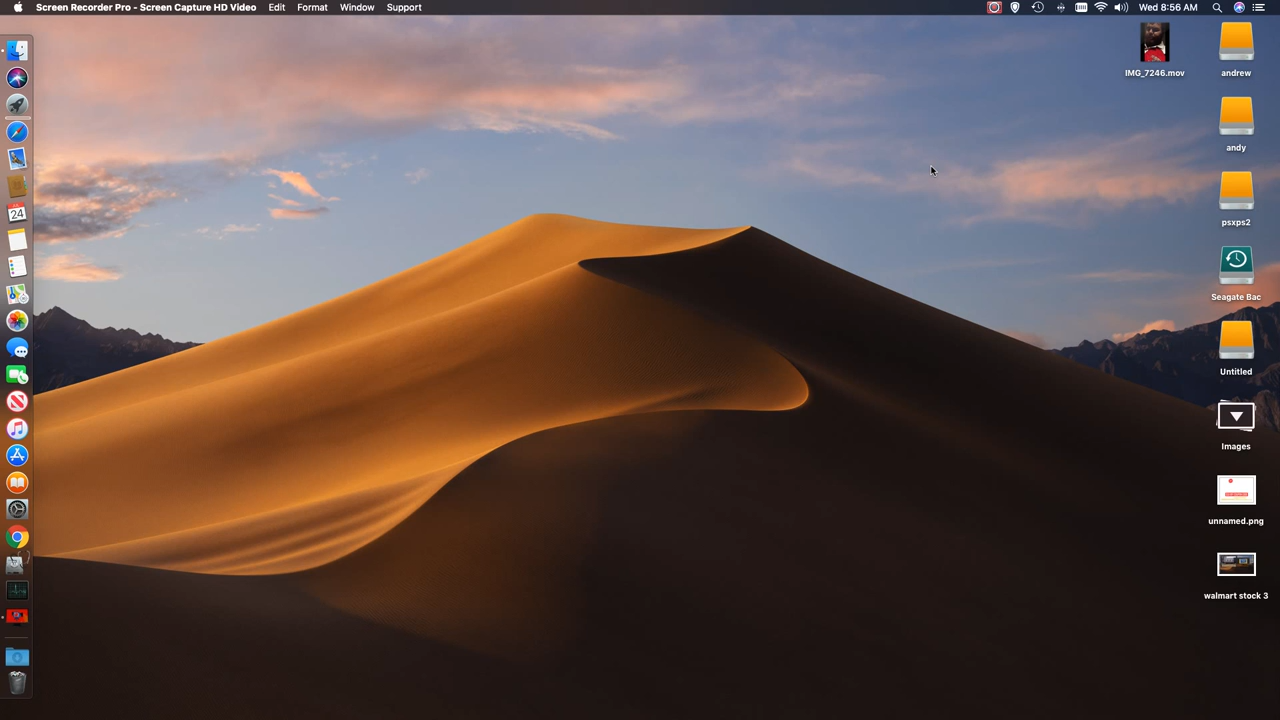 Screen Recorder Pro - Screen Capture HD Video Edit Format Window Support Wed 8:56 AM
IMG_7246.mov
andrew
andy
psxps2
24
Seagate Bac
Untitled
Images
unnamed.png
walmart stock 3